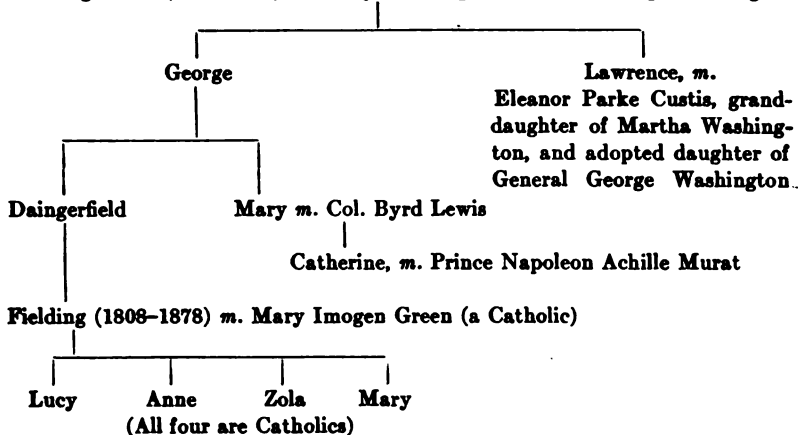 George
Lawrence, m.
Eleanor Parke Custis, grand-
daughter of Martha Washing-
ton, and adopted daughter of
General George Washington.
Daingerfield
Mary m. Col. Byrd Lewis
Catherine, m. Prince Napoleon Achille Murat
Fielding (1808–1878) m. Mary Imogen Green (a Catholic)
Lucy Anne Zola Mary
(All four are Catholics)